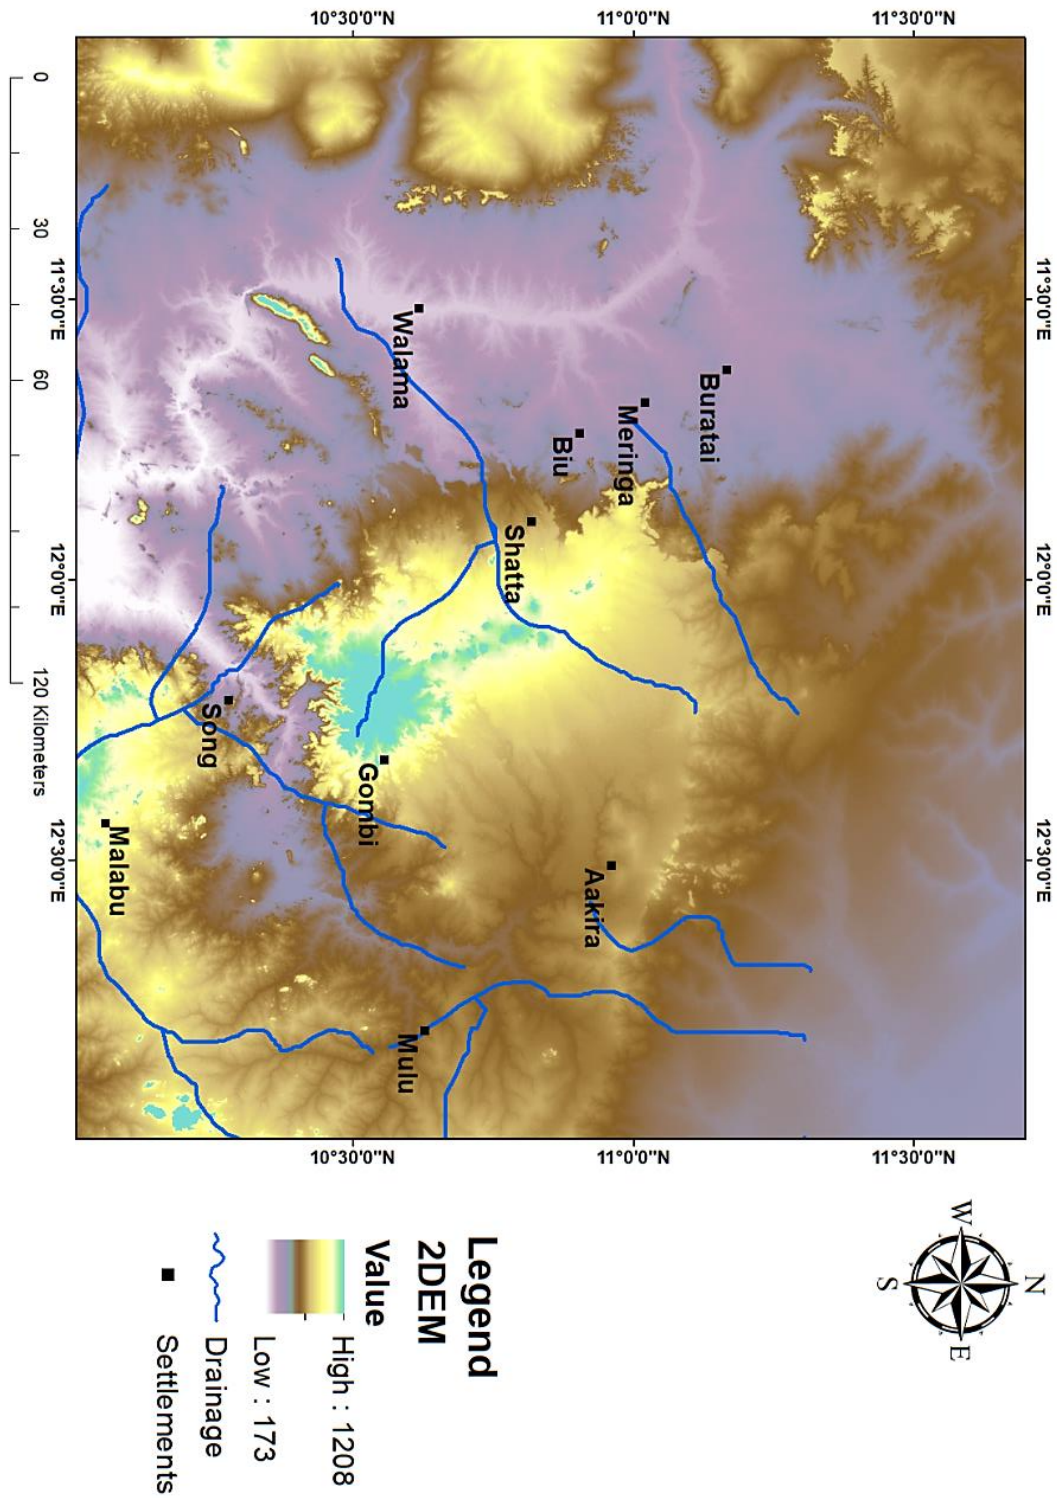 11°30'0"E
12°0'0"E
12°30'0"E
11°30'0"N
11°30'0"N
11°0'0"N
11°0'0"N
10°30'0"N
10°30'0"N
Buratai
Meringa
Biu
Shatta
Aakira
Walama
Gombi
Mulu
Song
Malabu
11°30'0"E
12°0'0"E
12°30'0"E
0
30
60
120 Kilometers
N
W
E
S
Legend
2DEM
Value
High : 1208
Low : 173
Drainage
Settlements